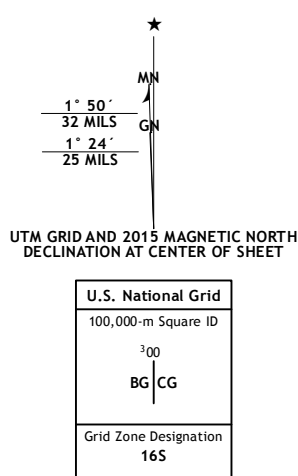 ★
MN
1° 50´
32 MILS
GN
1° 24´
25 MILS
UTM GRID AND 2015 MAGNETIC NORTH
DECLINATION AT CENTER OF SHEET
U.S. National Grid
100,000-m Square ID
³00
BG CG
Grid Zone Designation
16S